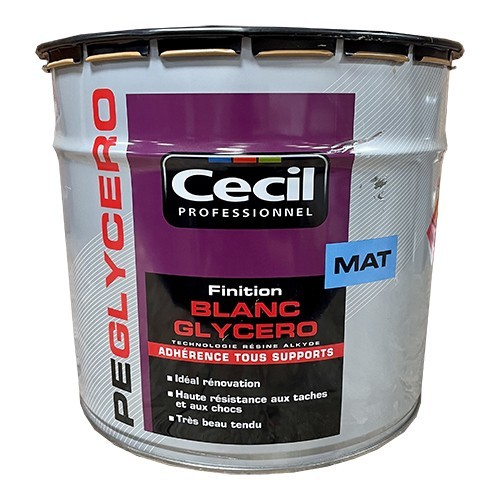 PEGLYCERO
Cecil
PROFESSIONNEL
MAT
Finition
BLANC
GLYCERO
TECHNOLOGIE RÉSINE ALKYDE
ADHÉRENCE TOUS SUPPORTS
Idéal rénovation
Haute résistance aux taches
et aux chocs
Très beau tendu